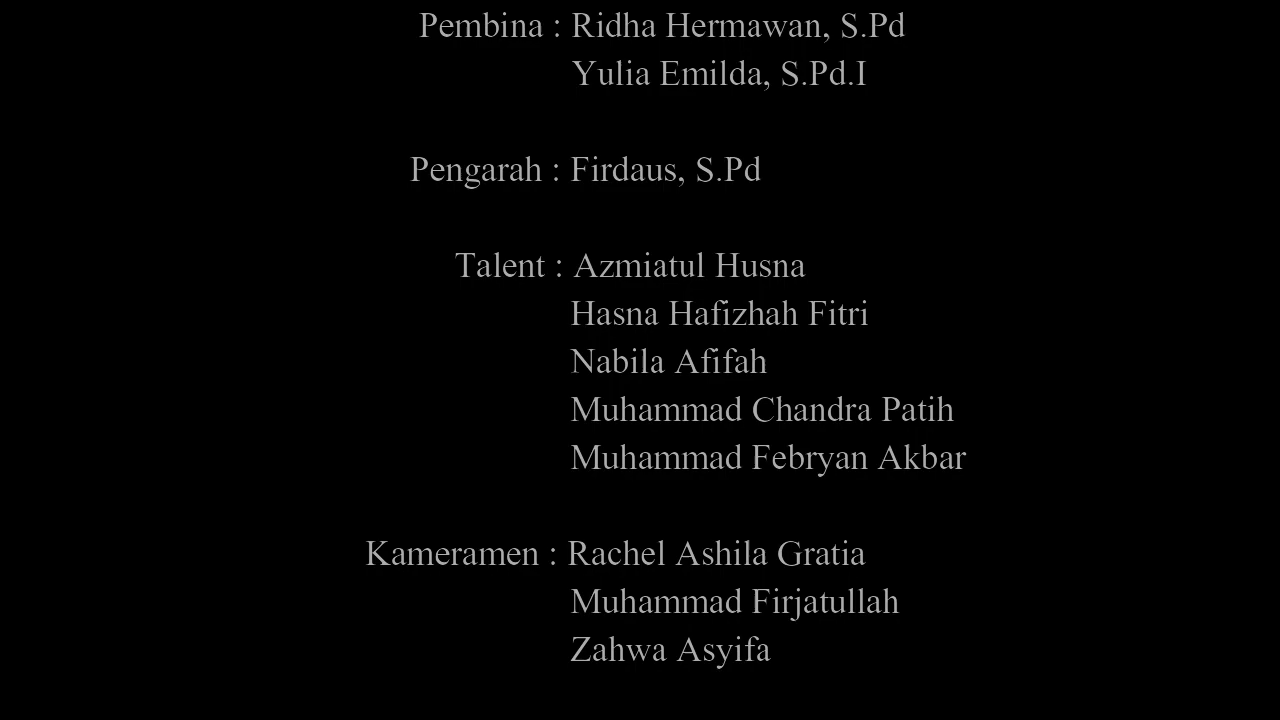 Pembina : Ridha Hermawan, S.Pd
Yulia Emilda, S.Pd.I
Pengarah : Firdaus, S.Pd
Talent : Azmiatul Husna
Hasna Hafizhah Fitri
Nabila Afifah
Muhammad Chandra Patih
Muhammad Febryan Akbar
Kameramen : Rachel Ashila Gratia
Muhammad Firjatullah
Zahwa Asyifa